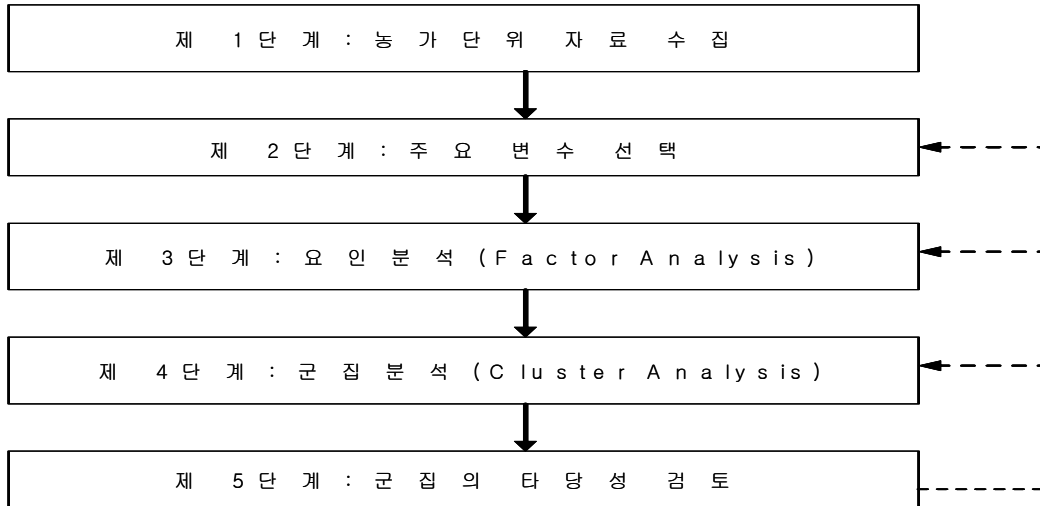 제 1단계 : 농가단위 자료 수집
제 2단계 : 주요 변수 선택
제 3단계 : 요인분석(Factor Analysis)
제 4단계 : 군집분석(Cluster Analysis)
제 5단계 : 군집의 타당성 검토